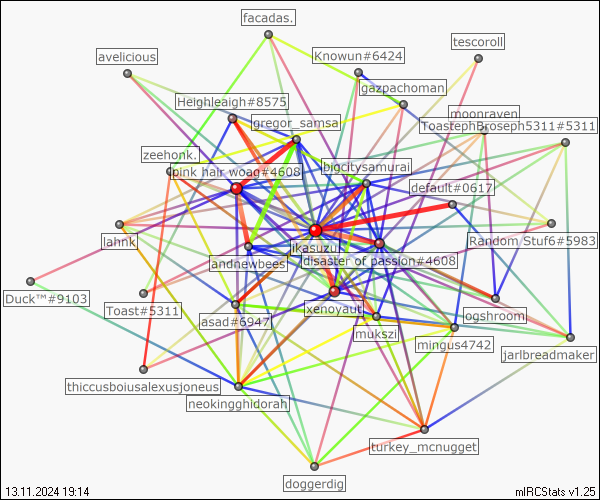 facadas.
tescoroll
avelicious
Knowun#6424
gazpachoman
Heighleigh#8575
moonraven
gregor_samsa
ToastephBroseph5311#5311
zeehonk.
bigcitysamurai
pink hair woag#4608
default#0617
lahnk
ikasuzu
Random Stuf6#5983
andnewbees
disaster of passion#4608
Duck™#9103
Toast#5311
xenoyaut
ogshroom
asad#6947
mukszi
mingus4742
jarlbreadmaker
thiccusboiusalexusjoneus
neokingghidorah
turkey_mcnugget
doggerdig
13.11.2024 19:14
mIRCStats v1.25